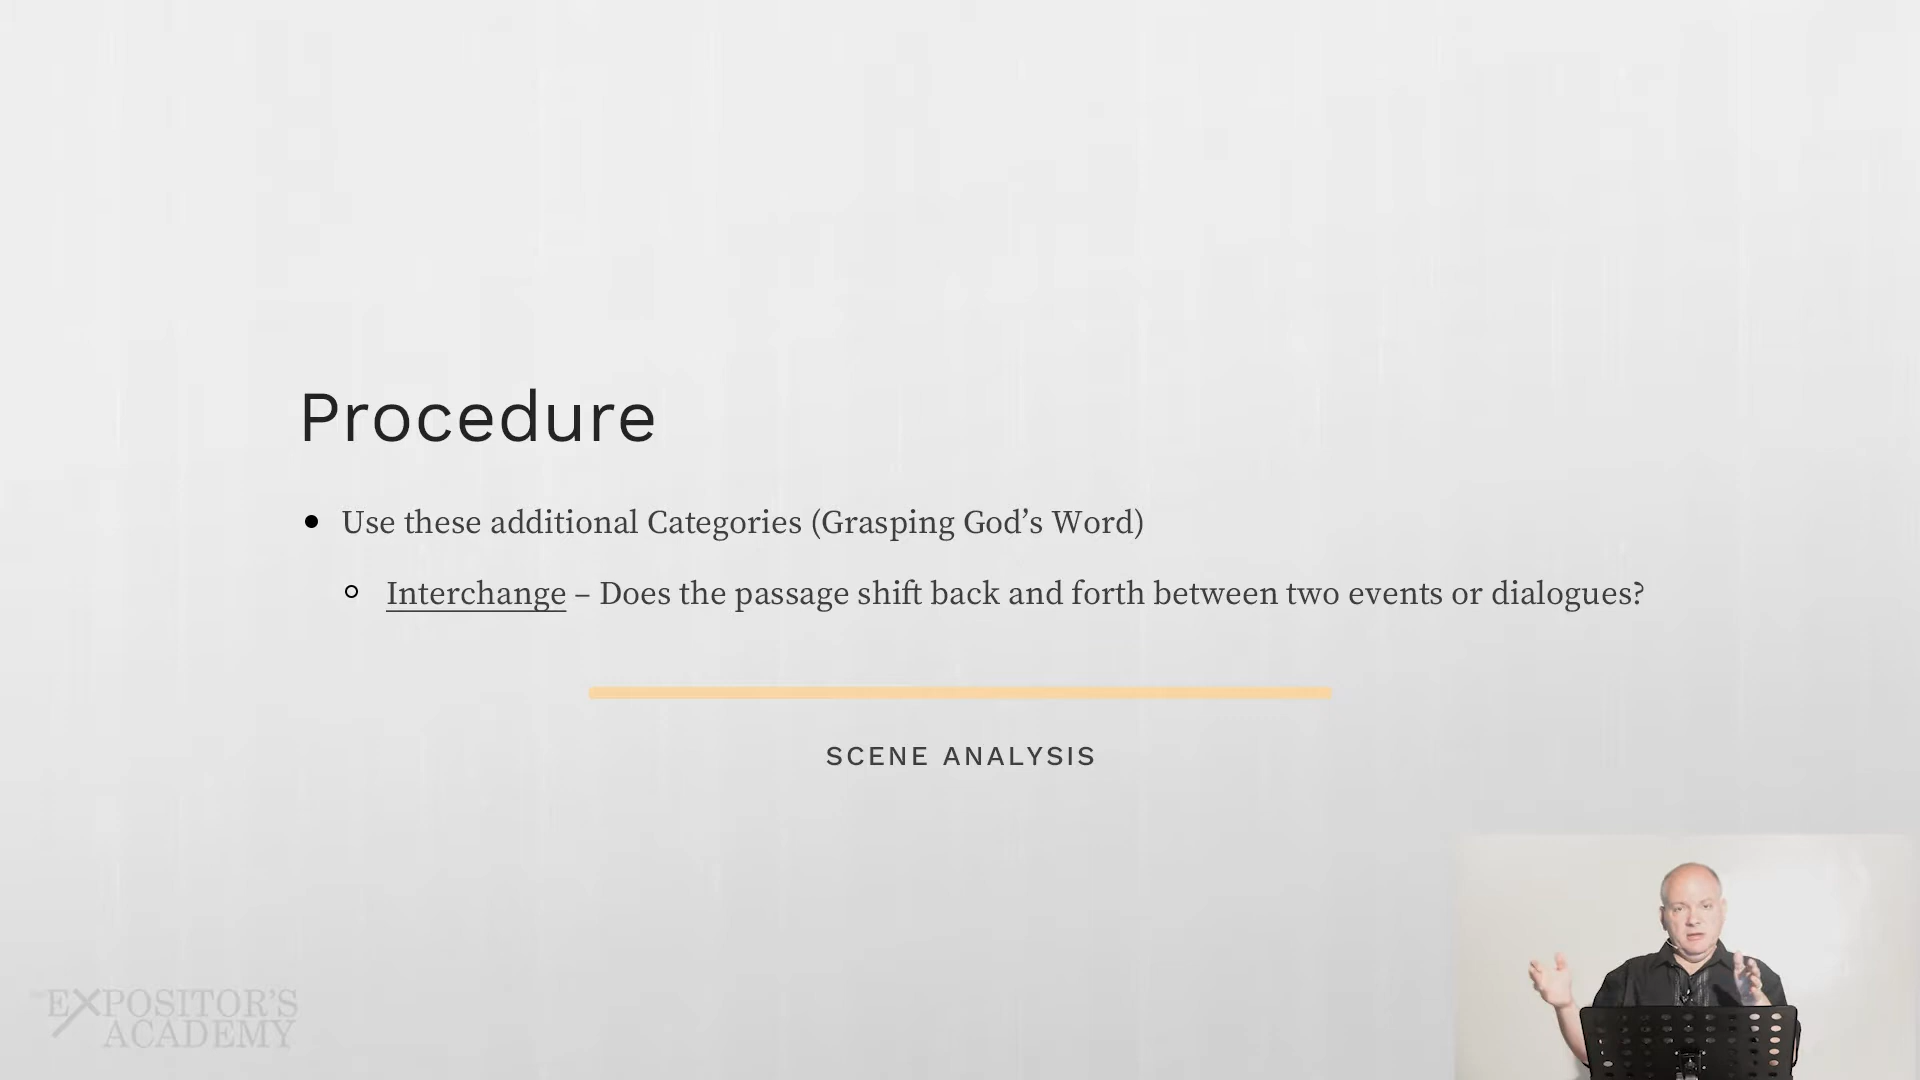 Procedure
Use these additional Categories (Grasping God’s Word)
Interchange – Does the passage shift back and forth between two events or dialogues?
SCENE ANALYSIS
EXPOSITOR'S
ACADEMY